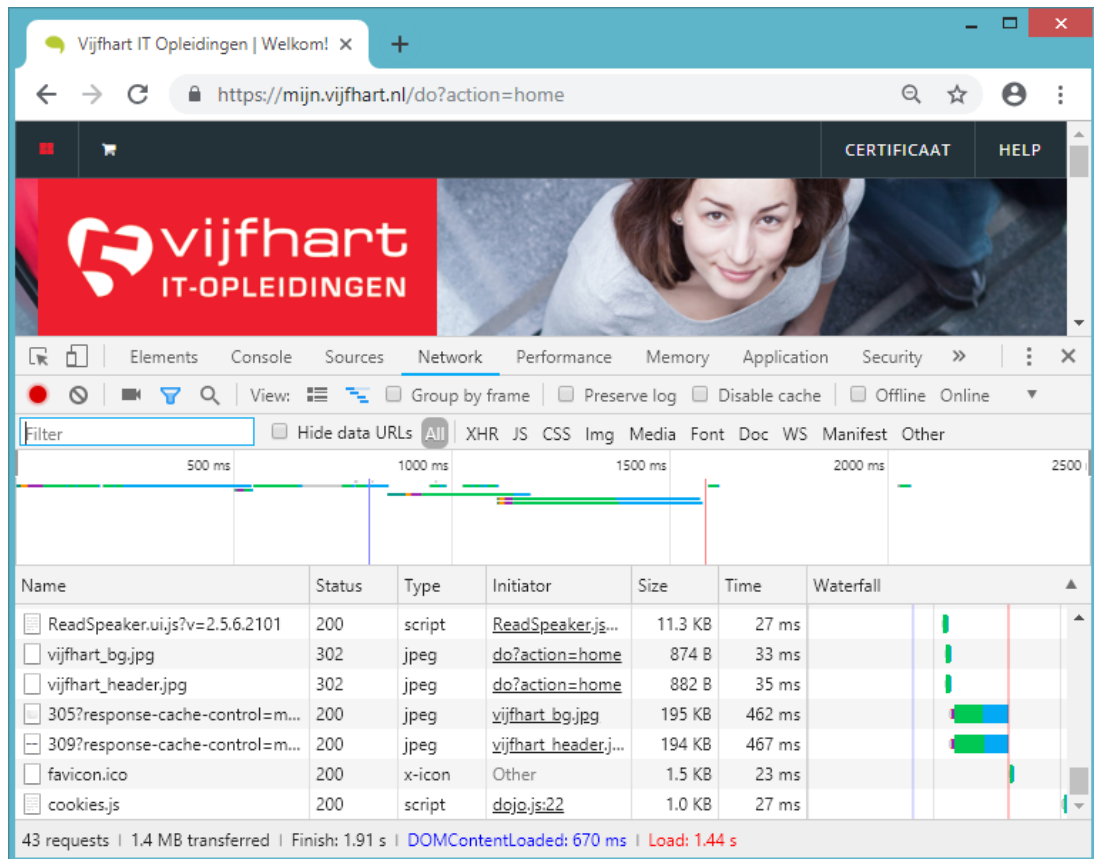 Vijfhart IT Opleidingen | Welkom!
https://mijn.vijfhart.nl/do?action=home
CERTIFICAAT HELP
vijfhart
IT-OPLEIDINGEN
Elements Console Sources Network Performance Memory Application Security »
View: Group by frame Preserve log Disable cache Offline Online
Filter Hide data URLs All XHR JS CSS Img Media Font Doc WS Manifest Other
500 ms 1000 ms 1500 ms 2000 ms 2500
Name Status Type Initiator Size Time Waterfall
ReadSpeaker.ui.js?v=2.5.6.2101 200 script ReadSpeaker.js... 11.3 KB 27 ms
vijfhart_bg.jpg 302 jpeg do?action=home 874 B 33 ms
vijfhart_header.jpg 302 jpeg do?action=home 882 B 35 ms
305?response-cache-control=m... 200 jpeg vijfhart_bg.jpg 195 KB 462 ms
309?response-cache-control=m... 200 jpeg vijfhart_header.j... 194 KB 467 ms
favicon.ico 200 x-icon Other 1.5 KB 23 ms
cookies.js 200 script dojo.js:22 1.0 KB 27 ms
43 requests | 1.4 MB transferred | Finish: 1.91 s | DOMContentLoaded: 670 ms | Load: 1.44 s